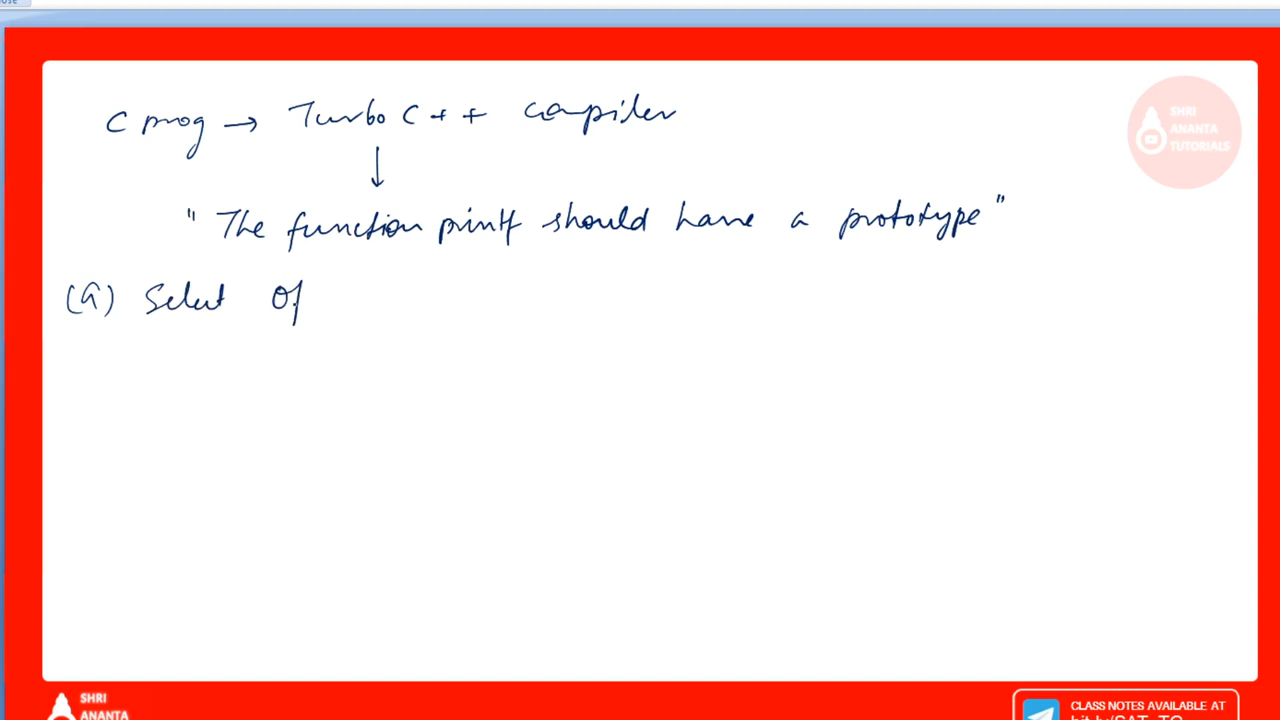 SHRI
ANANTA
TUTORIALS
C prog → Turbo C++ compiler
↓
" The function printf should have a prototype "
(a) Select
SHRI
ANANTA
CLASS NOTES AVAILABLE AT